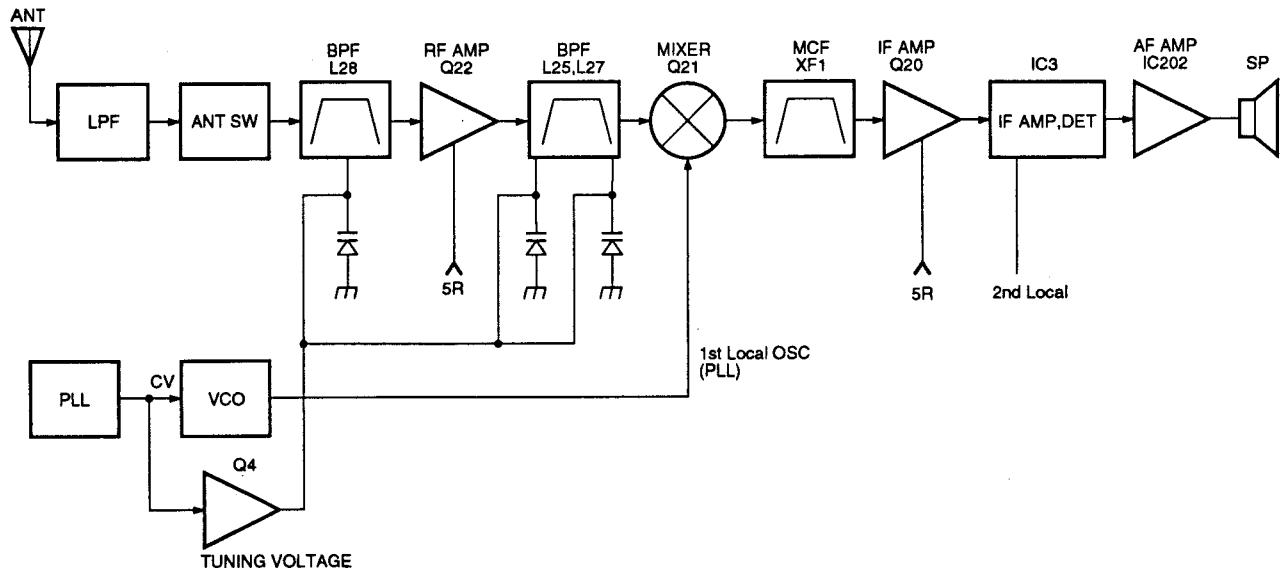 ANT
LPF
ANT SW
BPF
L28
RF AMP
Q22
BPF
L25,L27
MIXER
Q21
MCF
XF1
IF AMP
Q20
IC3
IF AMP,DET
AF AMP
IC202
SP
5R
5R
2nd Local
1st Local OSC
(PLL)
PLL
CV
VCO
Q4
TUNING VOLTAGE